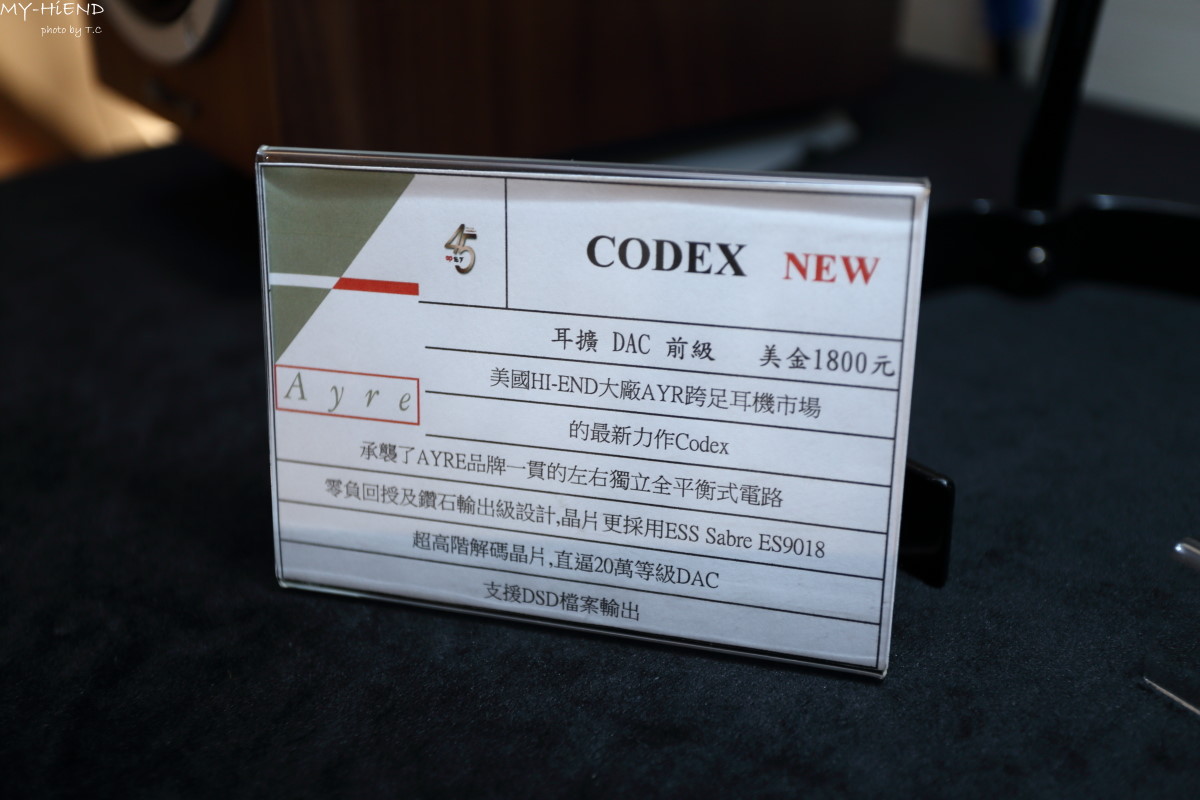 MY-HiEND
photo by T.C
45
CODEX NEW
耳擴 DAC 前級 美金1800元
Ayre
美國HI-END大廠AYR跨足耳機市場
的最新力作Codex
承襲了AYRE品牌一貫的左右獨立全平衡式電路
零負回授及鑽石輸出級設計,晶片更採用ESS Sabre ES9018
超高階解碼晶片,直逼20萬等級DAC
支援DSD檔案輸出